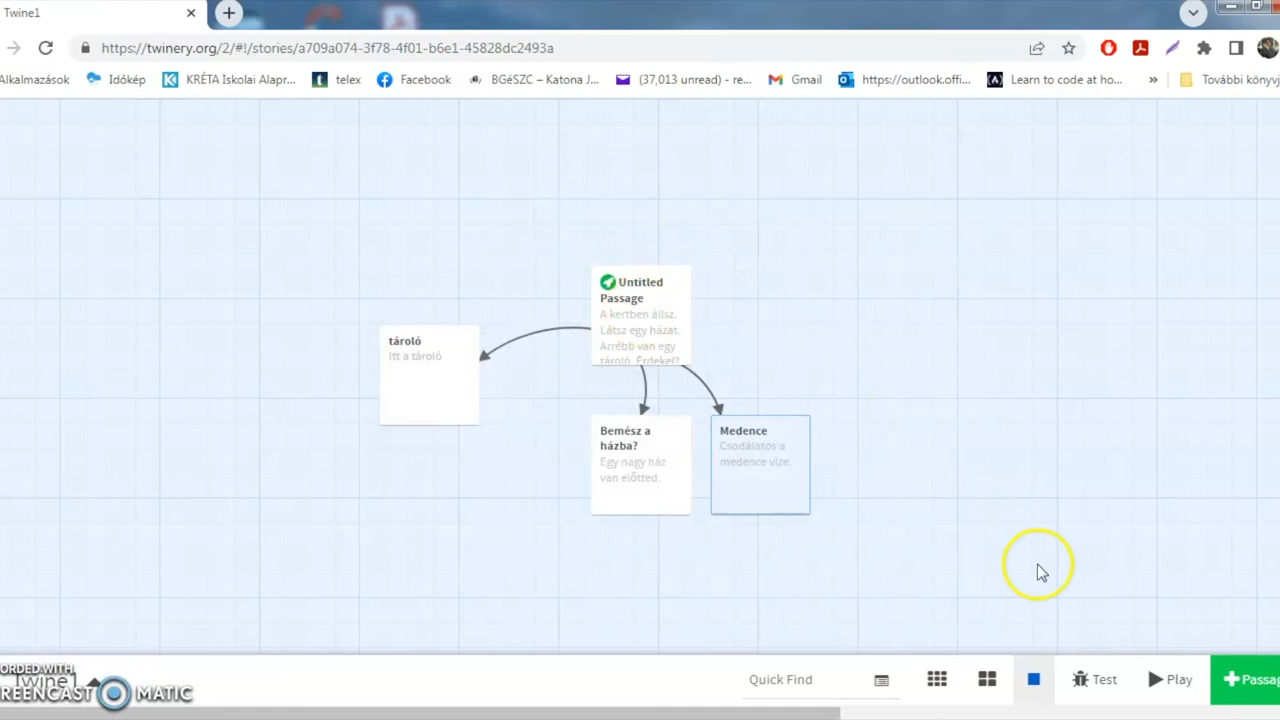 Twine1
https://twinery.org/2/#!/stories/a709a074-3f78-4f01-b6e1-45828dc2493a
Alkalmazások
Időkép
KRÉTA Iskolai Alapr...
telex
Facebook
BGéSZC – Katona J...
(37,013 unread) - re...
Gmail
https://outlook.offi...
Learn to code at ho...
»
További könyvj
Untitled
Passage
A kertben állsz.
Látsz egy házat.
Arrébb van egy
tároló. Érdekel?
tároló
Itt a tároló
Bemész a
házba?
Egy nagy ház
van előtted.
Medence
Csodálatos a
medence vize.
Twine1
Quick Find
Test
Play
Passag
ORDED WITH
REENCAST MATIC